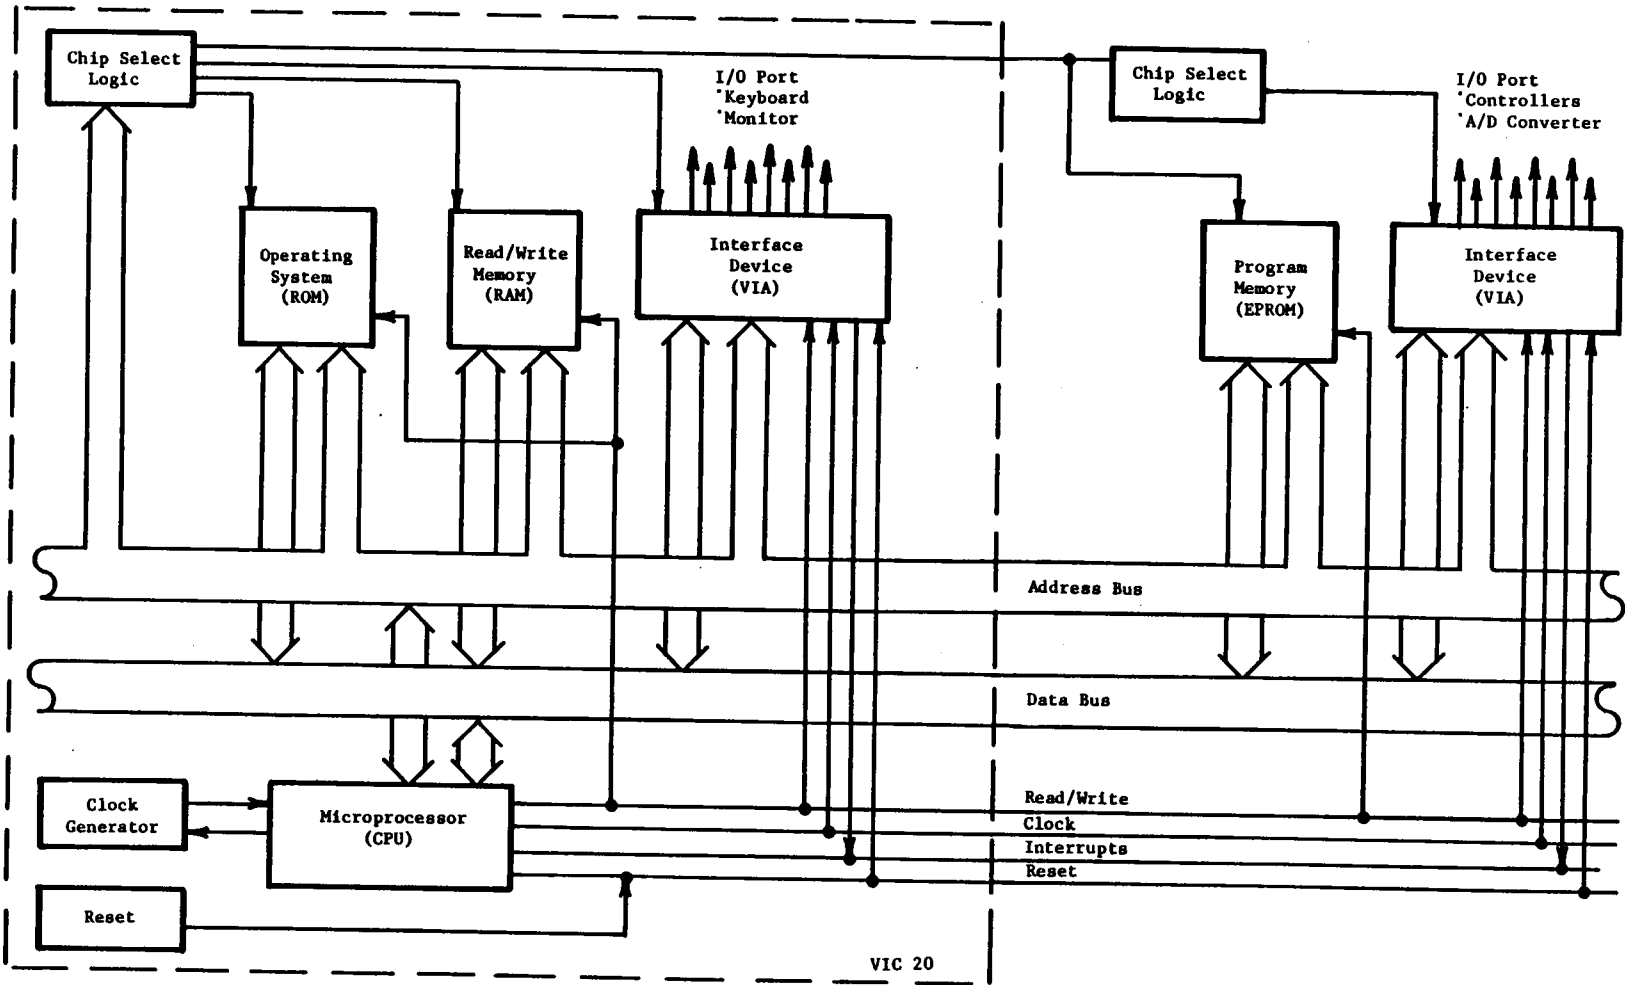 Chip Select
Logic
I/O Port
·Keyboard
·Monitor
Chip Select
Logic
I/O Port
·Controllers
·A/D Converter
Operating
System
(ROM)
Read/Write
Memory
(RAM)
Interface
Device
(VIA)
Program
Memory
(EPROM)
Interface
Device
(VIA)
Address Bus
Data Bus
Clock
Generator
Microprocessor
(CPU)
Read/Write
Clock
Interrupts
Reset
Reset
VIC 20